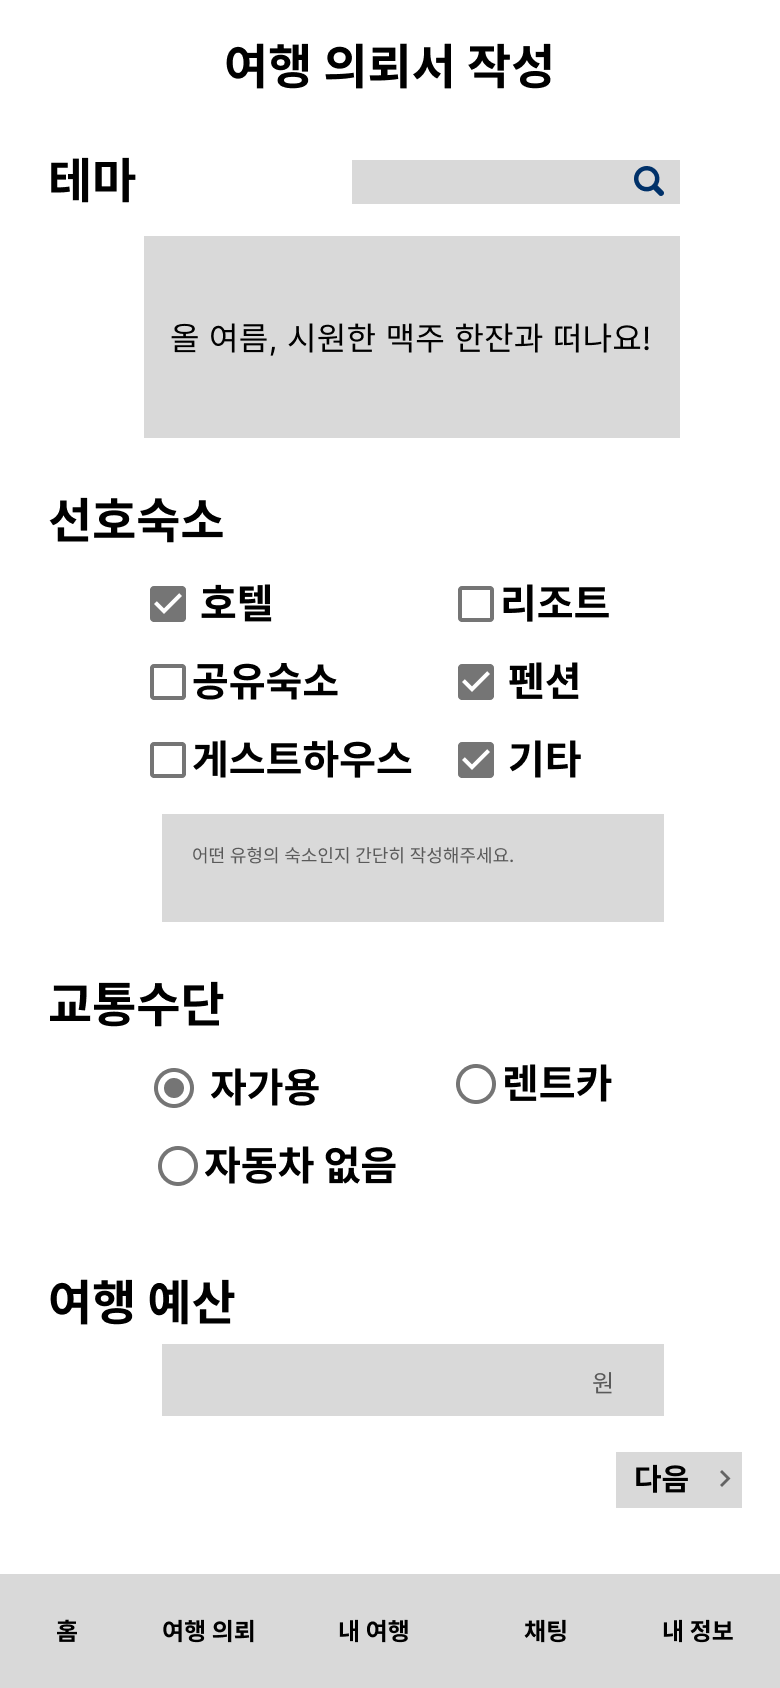 여행 의뢰서 작성
테마
올 여름, 시원한 맥주 한잔과 떠나요!
선호숙소
호텔 리조트
공유숙소 펜션
게스트하우스 기타
어떤 유형의 숙소인지 간단히 작성해주세요.
교통수단
자가용 렌트카
자동차 없음
여행 예산
원
다음
홈 여행 의뢰 내 여행 채팅 내 정보